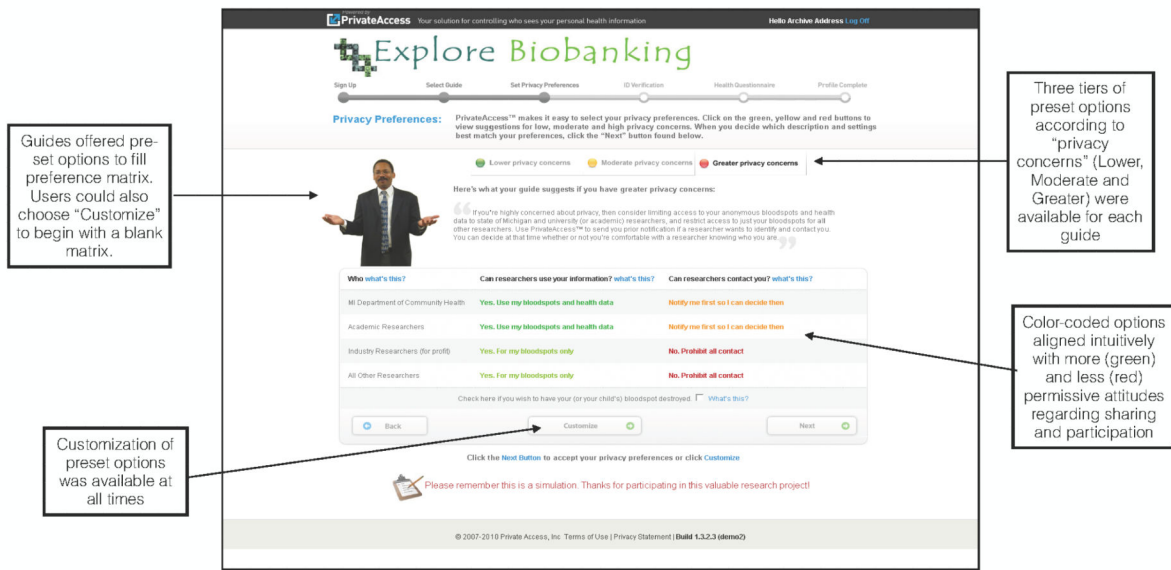 Powered by
PrivateAccess Your solution for controlling who sees your personal health information Hello Archive Address Log Off
Explore Biobanking
Sign Up Select Guide Set Privacy Preferences ID Verification Health Questionnaire Profile Complete
Privacy Preferences: PrivateAccess™ makes it easy to select your privacy preferences. Click on the green, yellow and red buttons to
view suggestions for low, moderate and high privacy concerns. When you decide which description and settings
best match your preferences, click the "Next" button found below.
Lower privacy concerns Moderate privacy concerns Greater privacy concerns
Here's what your guide suggests if you have greater privacy concerns:
“ If you're highly concerned about privacy, then consider limiting access to your anonymous bloodspots and health
data to state of Michigan and university (or academic) researchers, and restrict access to just your bloodspots for all
other researchers. Use PrivateAccess™ to send you prior notification if a researcher wants to identify and contact you.
You can decide at that time whether or not you're comfortable with a researcher knowing who you are. ”
Who what's this? Can researchers use your information? what's this? Can researchers contact you? what's this?
MI Department of Community Health Yes. Use my bloodspots and health data Notify me first so I can decide then
Academic Researchers Yes. Use my bloodspots and health data Notify me first so I can decide then
Industry Researchers (for profit) Yes. For my bloodspots only No. Prohibit all contact
All Other Researchers Yes. For my bloodspots only No. Prohibit all contact
Check here if you wish to have your (or your child's) bloodspot destroyed. What's this?
Back Customize Next
Click the Next Button to accept your privacy preferences or click Customize
Please remember this is a simulation. Thanks for participating in this valuable research project!
© 2007-2010 Private Access, Inc Terms of Use | Privacy Statement | Build 1.3.2.3 (demo2)
Guides offered pre-
set options to fill
preference matrix.
Users could also
choose “Customize”
to begin with a blank
matrix.
Customization of
preset options
was available at
all times
Three tiers of
preset options
according to
“privacy
concerns” (Lower,
Moderate and
Greater) were
available for each
guide
Color-coded options
aligned intuitively
with more (green)
and less (red)
permissive attitudes
regarding sharing
and participation